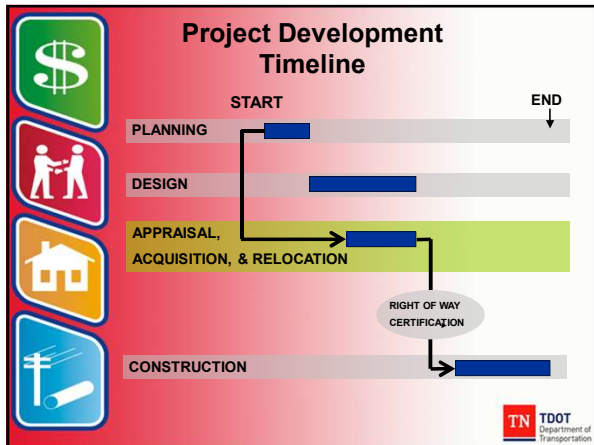 Project Development
Timeline
START
END
PLANNING
DESIGN
APPRAISAL,
ACQUISITION, & RELOCATION
RIGHT OF WAY
CERTIFICATION
CONSTRUCTION
TN
TDOT
Department of
Transportation
$